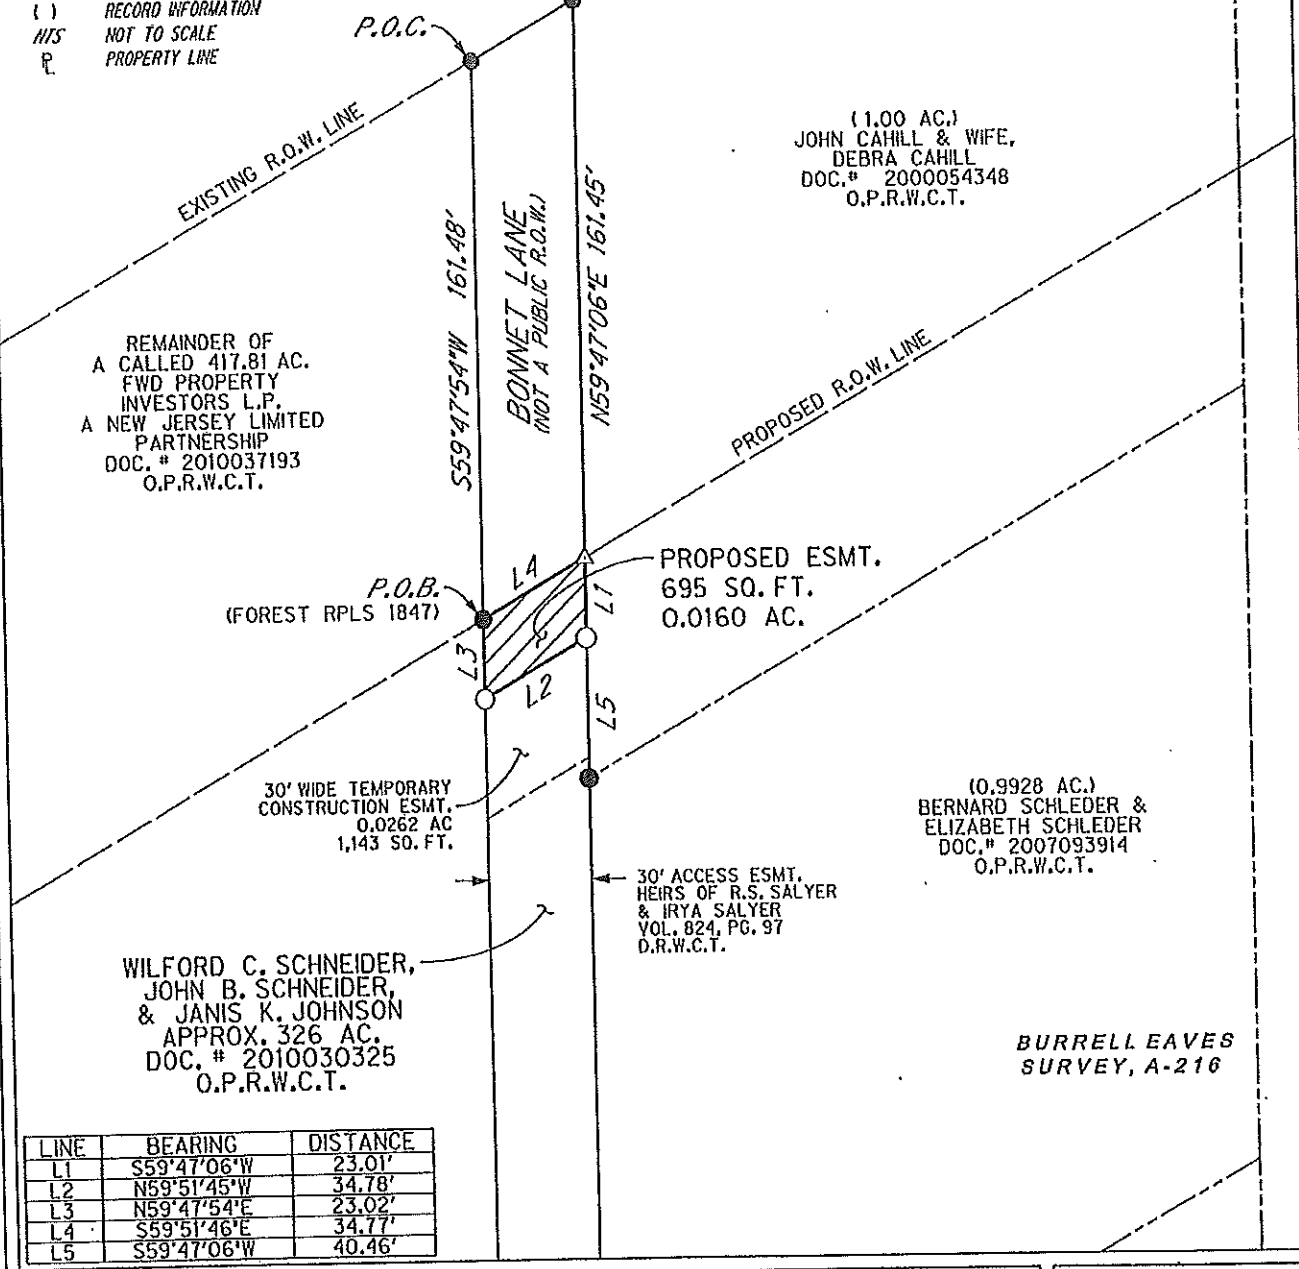 ( ) RECORD INFORMATION
NTS NOT TO SCALE
PROPERTY LINE
P.O.C.
EXISTING R.O.W. LINE
(1.00 AC.)
JOHN CAHILL & WIFE,
DEBRA CAHILL
DOC.# 2000054348
O.P.R.W.C.T.
S59°47'54"W 161.48'
BONNET LANE
(NOT A PUBLIC R.O.W.)
N59°47'06"E 161.45'
REMAINDER OF
A CALLED 417.81 AC.
FWD PROPERTY
INVESTORS L.P.
A NEW JERSEY LIMITED
PARTNERSHIP
DOC. # 2010037193
O.P.R.W.C.T.
PROPOSED R.O.W. LINE
P.O.B.
(FOREST RPLS 1847)
L4
L1
L3
L2
L5
PROPOSED ESMT.
695 SQ. FT.
0.0160 AC.
30' WIDE TEMPORARY
CONSTRUCTION ESMT.
0.0262 AC
1,143 SQ. FT.
30' ACCESS ESMT.
HEIRS OF R.S. SALYER
& IRYA SALYER
VOL. 824, PG. 97
D.R.W.C.T.
(0.9928 AC.)
BERNARD SCHLEDER &
ELIZABETH SCHLEDER
DOC.# 2007093914
O.P.R.W.C.T.
WILFORD C. SCHNEIDER,
JOHN B. SCHNEIDER,
& JANIS K. JOHNSON
APPROX. 326 AC.
DOC. # 2010030325
O.P.R.W.C.T.
BURRELL EAVES
SURVEY, A-216
LINE BEARING DISTANCE
L1 S59°47'06"W 23.01'
L2 N59°51'45"W 34.78'
L3 N59°47'54"E 23.02'
L4 S59°51'46"E 34.77'
L5 S59°47'06"W 40.46'